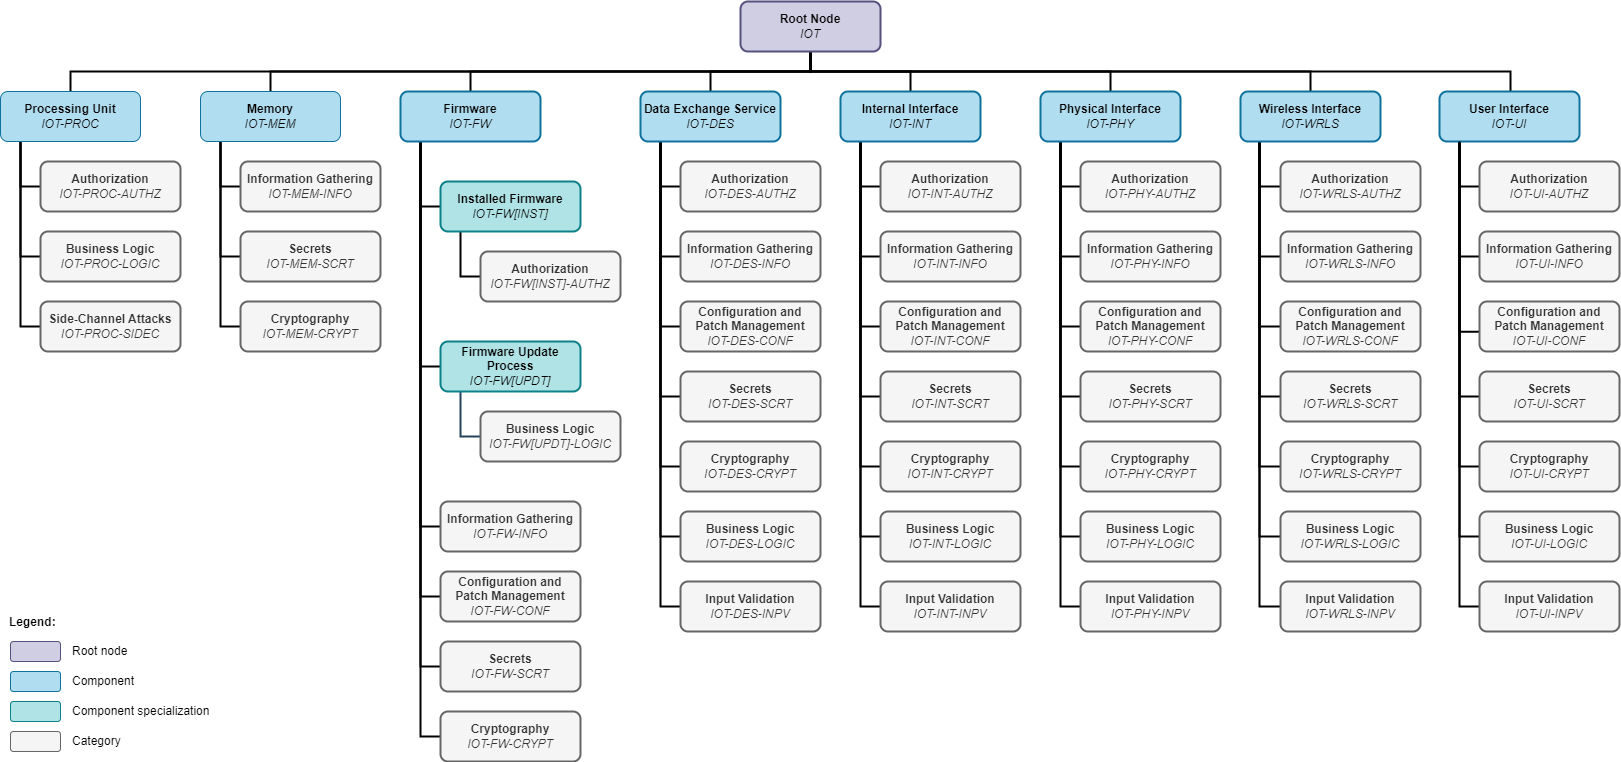 Root Node
IOT
Processing Unit
IOT-PROC
Authorization
IOT-PROC-AUTHZ
Business Logic
IOT-PROC-LOGIC
Side-Channel Attacks
IOT-PROC-SIDEC
Memory
IOT-MEM
Information Gathering
IOT-MEM-INFO
Secrets
IOT-MEM-SCRT
Cryptography
IOT-MEM-CRYPT
Firmware
IOT-FW
Installed Firmware
IOT-FW[INST]
Authorization
IOT-FW[INST]-AUTHZ
Firmware Update
Process
IOT-FW[UPDT]
Business Logic
IOT-FW[UPDT]-LOGIC
Information Gathering
IOT-FW-INFO
Configuration and
Patch Management
IOT-FW-CONF
Secrets
IOT-FW-SCRT
Cryptography
IOT-FW-CRYPT
Data Exchange Service
IOT-DES
Authorization
IOT-DES-AUTHZ
Information Gathering
IOT-DES-INFO
Configuration and
Patch Management
IOT-DES-CONF
Secrets
IOT-DES-SCRT
Cryptography
IOT-DES-CRYPT
Business Logic
IOT-DES-LOGIC
Input Validation
IOT-DES-INPV
Internal Interface
IOT-INT
Authorization
IOT-INT-AUTHZ
Information Gathering
IOT-INT-INFO
Configuration and
Patch Management
IOT-INT-CONF
Secrets
IOT-INT-SCRT
Cryptography
IOT-INT-CRYPT
Business Logic
IOT-INT-LOGIC
Input Validation
IOT-INT-INPV
Physical Interface
IOT-PHY
Authorization
IOT-PHY-AUTHZ
Information Gathering
IOT-PHY-INFO
Configuration and
Patch Management
IOT-PHY-CONF
Secrets
IOT-PHY-SCRT
Cryptography
IOT-PHY-CRYPT
Business Logic
IOT-PHY-LOGIC
Input Validation
IOT-PHY-INPV
Wireless Interface
IOT-WRLS
Authorization
IOT-WRLS-AUTHZ
Information Gathering
IOT-WRLS-INFO
Configuration and
Patch Management
IOT-WRLS-CONF
Secrets
IOT-WRLS-SCRT
Cryptography
IOT-WRLS-CRYPT
Business Logic
IOT-WRLS-LOGIC
Input Validation
IOT-WRLS-INPV
User Interface
IOT-UI
Authorization
IOT-UI-AUTHZ
Information Gathering
IOT-UI-INFO
Configuration and
Patch Management
IOT-UI-CONF
Secrets
IOT-UI-SCRT
Cryptography
IOT-UI-CRYPT
Business Logic
IOT-UI-LOGIC
Input Validation
IOT-UI-INPV
Legend:
Root node
Component
Component specialization
Category